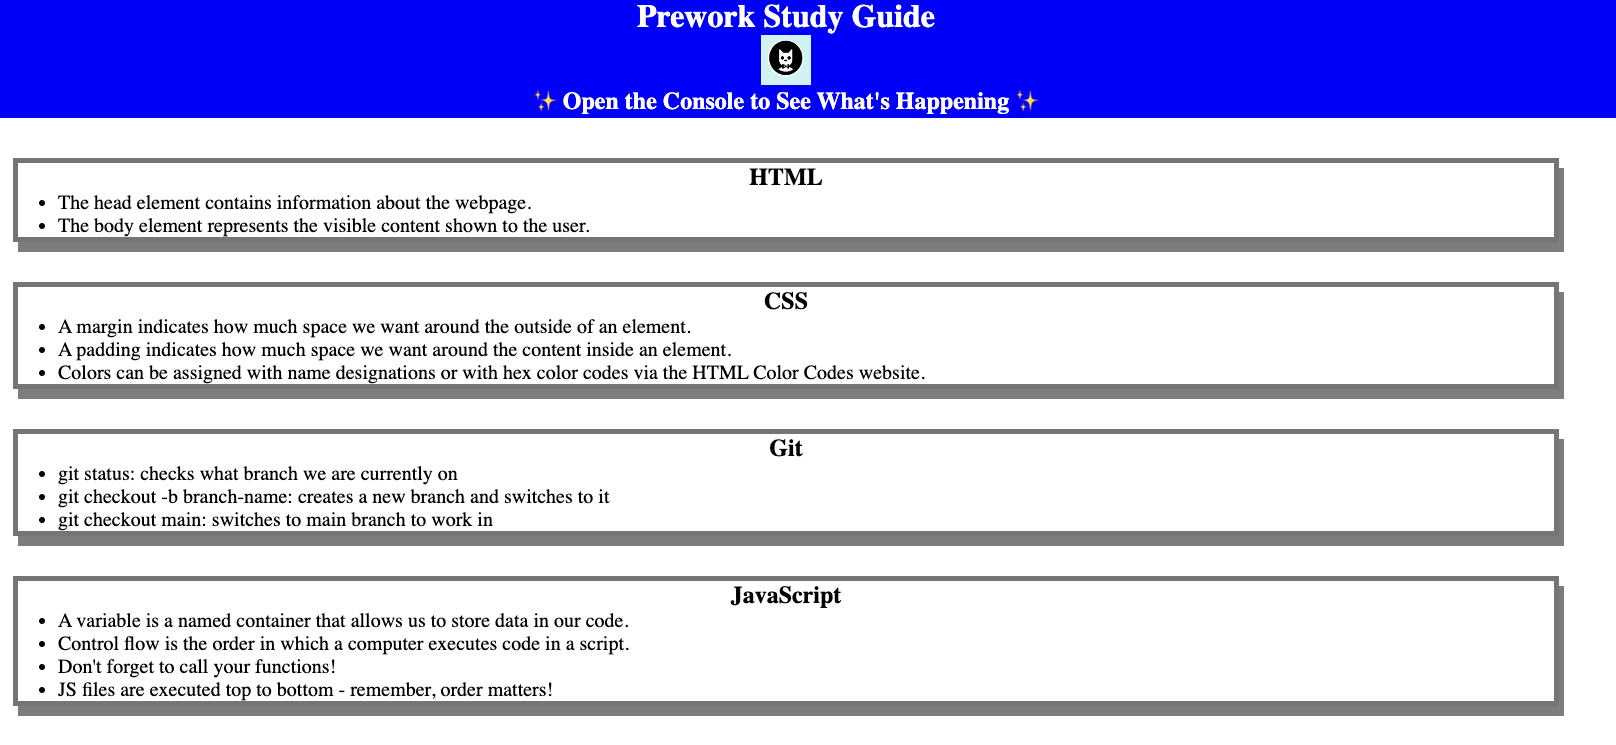 Prework Study Guide
✨ Open the Console to See What's Happening ✨
HTML
• The head element contains information about the webpage.
• The body element represents the visible content shown to the user.
CSS
• A margin indicates how much space we want around the outside of an element.
• A padding indicates how much space we want around the content inside an element.
• Colors can be assigned with name designations or with hex color codes via the HTML Color Codes website.
Git
• git status: checks what branch we are currently on
• git checkout -b branch-name: creates a new branch and switches to it
• git checkout main: switches to main branch to work in
JavaScript
• A variable is a named container that allows us to store data in our code.
• Control flow is the order in which a computer executes code in a script.
• Don't forget to call your functions!
• JS files are executed top to bottom - remember, order matters!